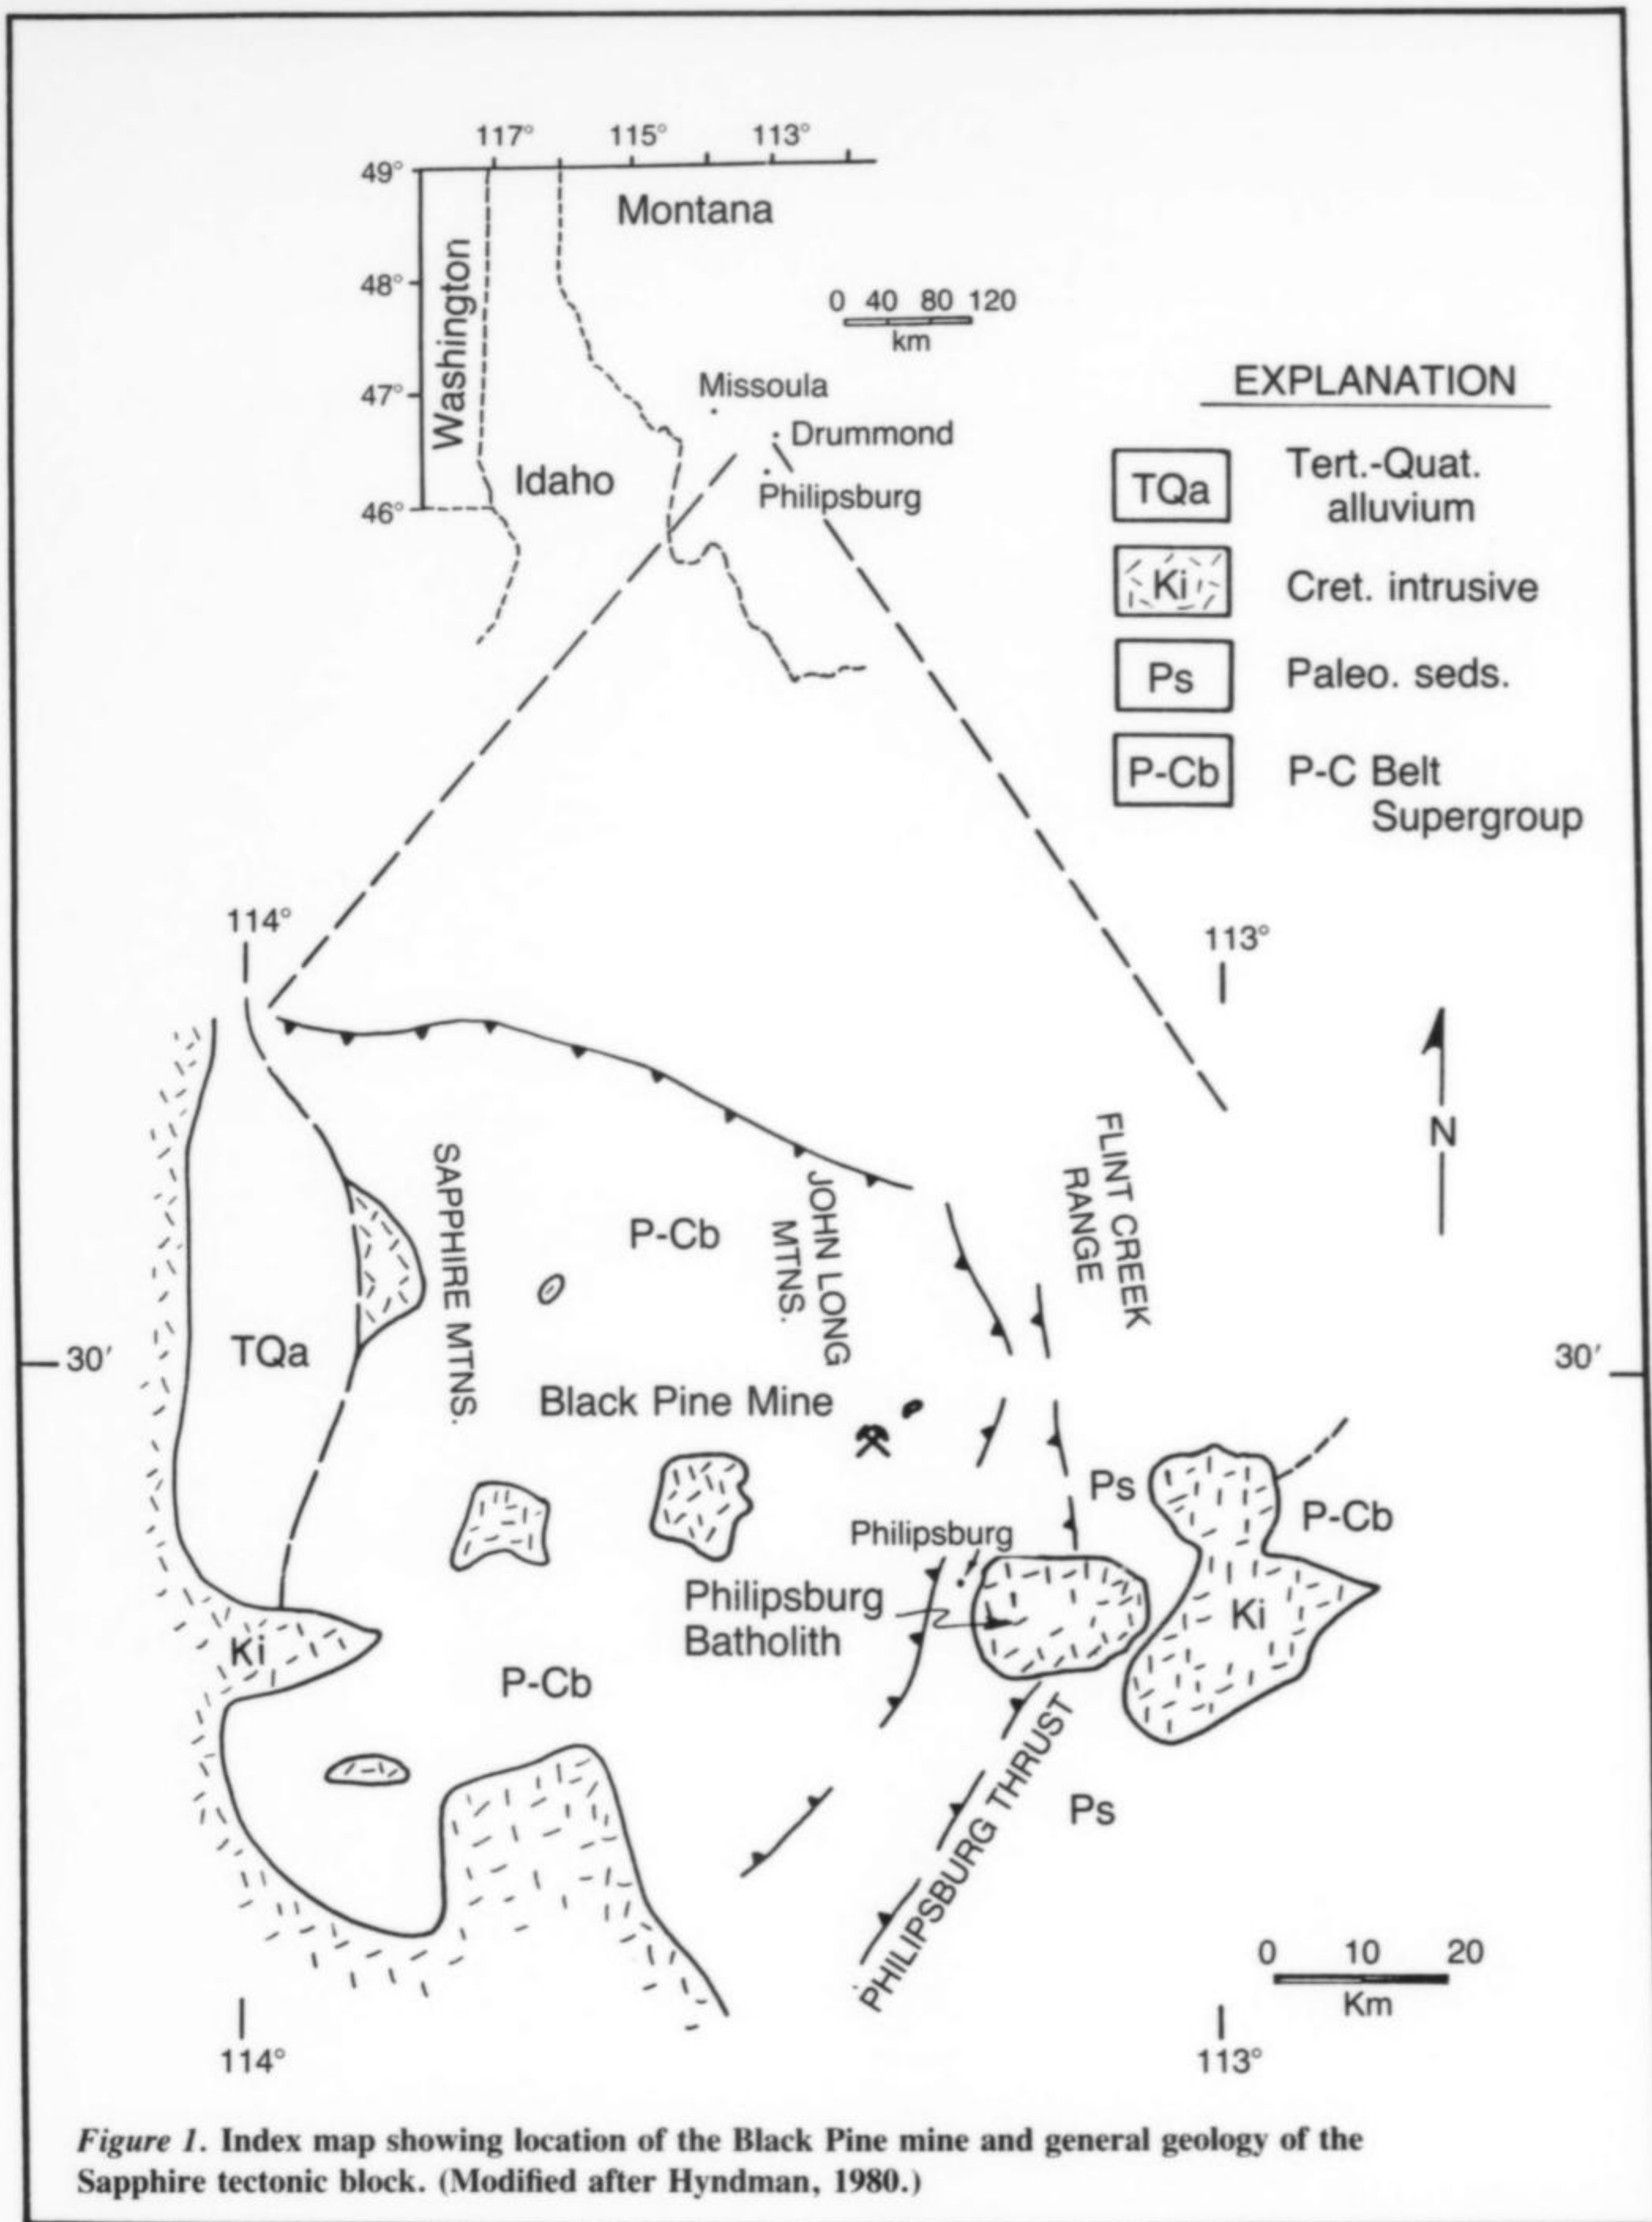 117° 115° 113°
49°
Montana
Washington
48°
0 40 80 120
km
EXPLANATION
47°
Missoula
Drummond
Idaho
Philipsburg
46°
TQa
Tert.-Quat.
alluvium
Ki
Cret. intrusive
Ps
Paleo. seds.
P-Cb
P-C Belt
Supergroup
114°
113°
N
FLINT CREEK
RANGE
SAPPHIRE MTNS.
P-Cb
JOHN LONG
MTNS.
30′
TQa
30′
Black Pine Mine
Ps
P-Cb
Philipsburg
Philipsburg
Batholith
Ki
Ki
P-Cb
PHILIPSBURG THRUST
Ps
0 10 20
Km
114°
113°
Figure 1. Index map showing location of the Black Pine mine and general geology of the
Sapphire tectonic block. (Modified after Hyndman, 1980.)